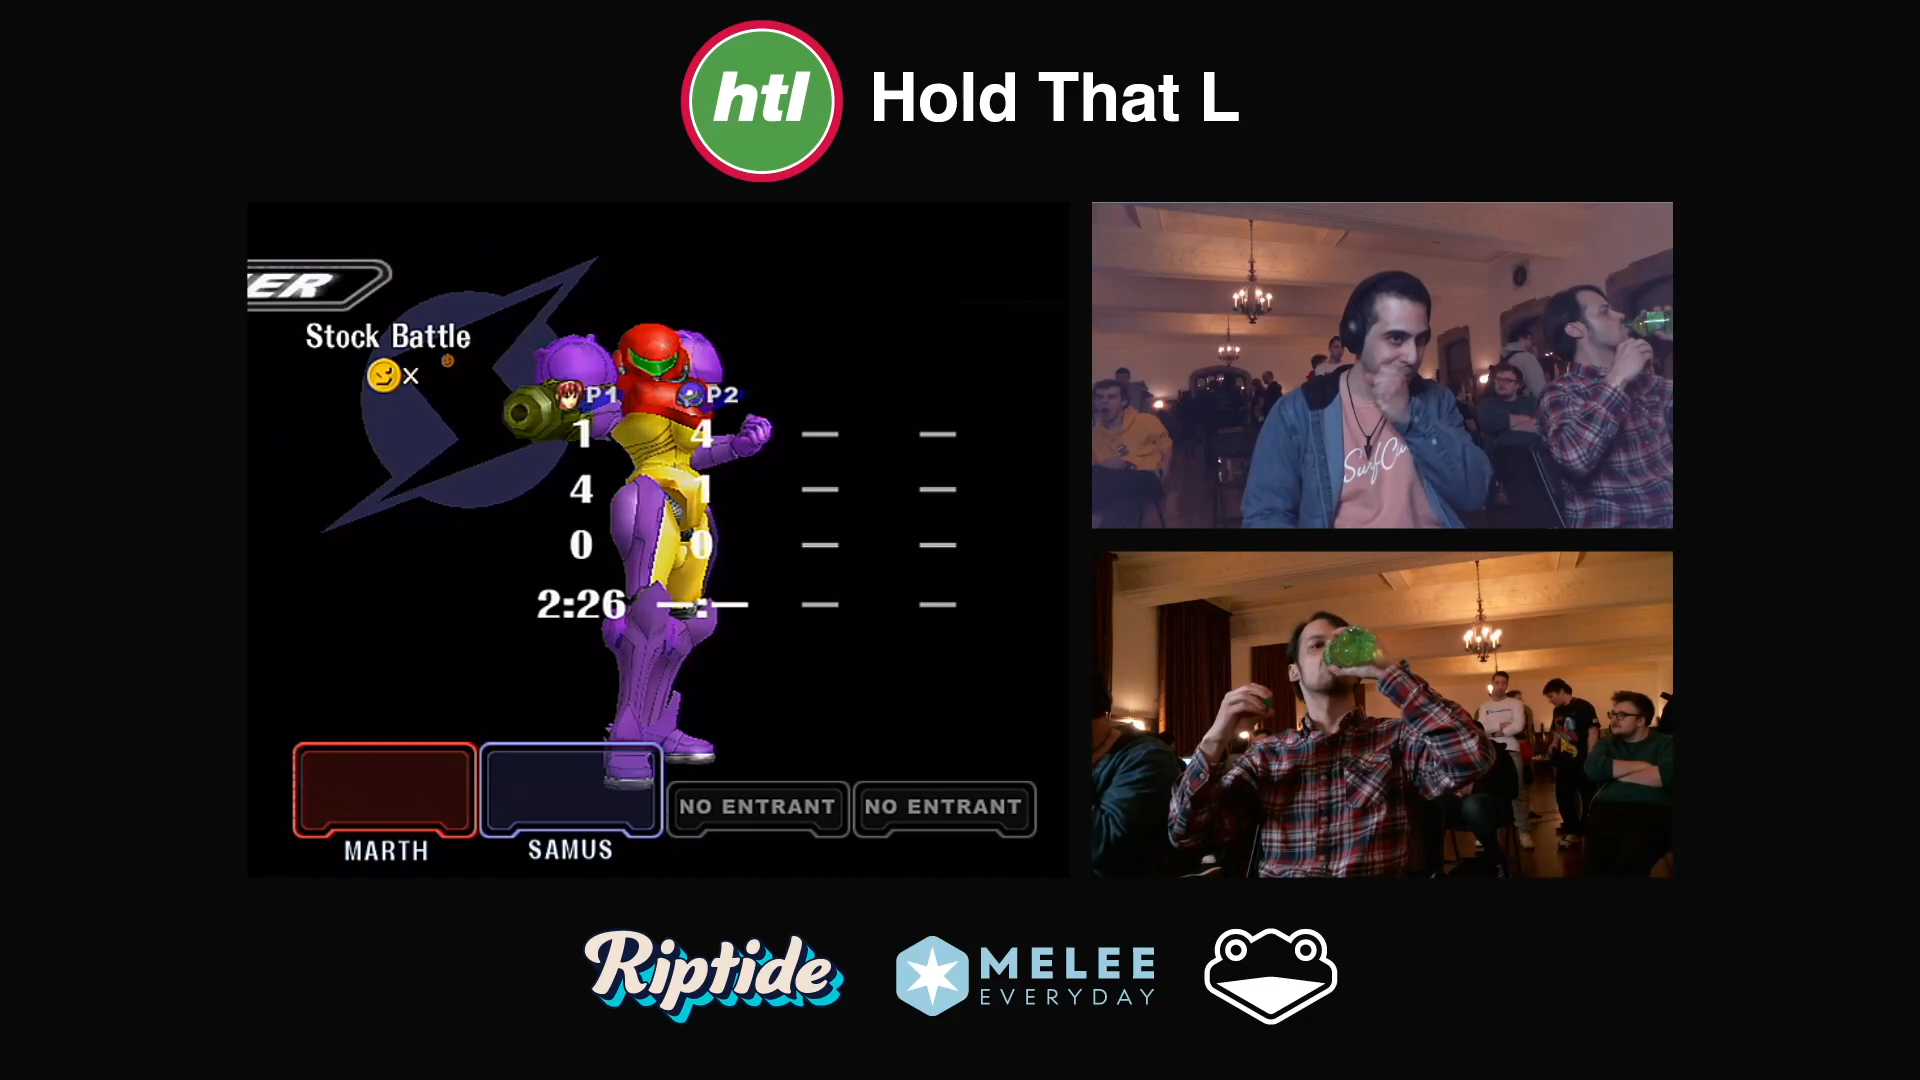 htl Hold That L
ER
Stock Battle
X
P1 P2
1 4 — —
4 1 — —
0 0 — —
2:26 —:— — —
Surf
NO ENTRANT NO ENTRANT
MARTH SAMUS
Riptide MELEE
EVERYDAY